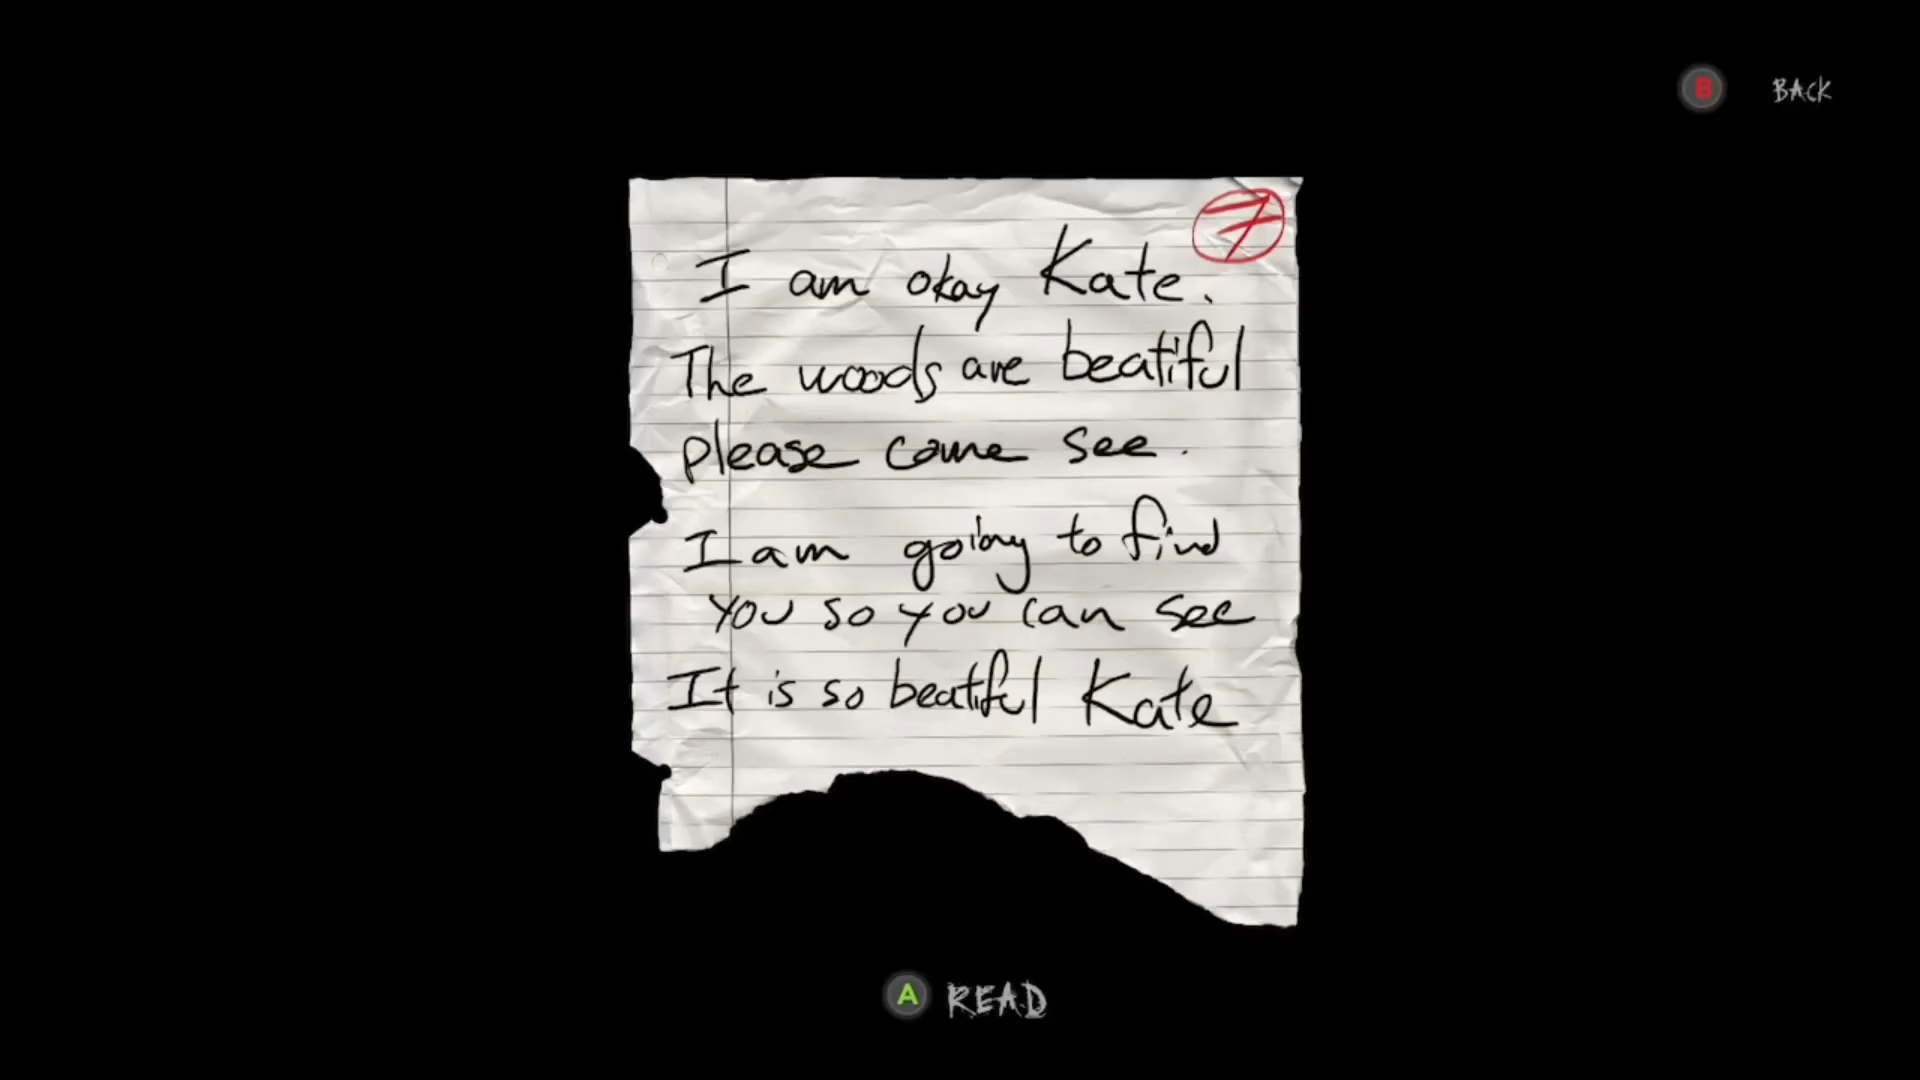 B BACK
7
I am okay Kate.
The woods are beatiful
please come see.
I am going to find
you so you can see
It is so beatiful Kate
A READ